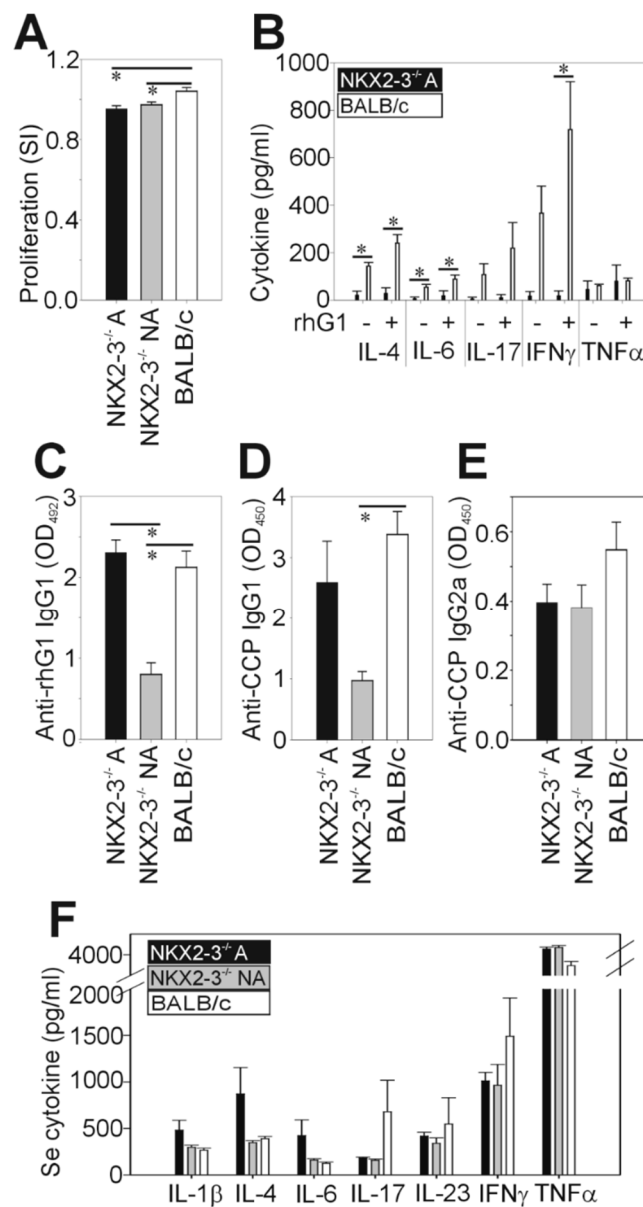 A
Proliferation (SI)
1.2
0.9
0.6
0.3
0.0
*
*
NKX2-3⁻/⁻ A
NKX2-3⁻/⁻ NA
BALB/c
B
NKX2-3⁻/⁻ A
BALB/c
Cytokine (pg/ml)
1000
800
600
400
200
0
* * * * *
rhG1 - + - + - + - + - +
IL-4 IL-6 IL-17 IFNγ TNFα
C
Anti-rhG1 IgG1 (OD₄₉₂)
3
2
1
0
*
*
NKX2-3⁻/⁻ A
NKX2-3⁻/⁻ NA
BALB/c
D
Anti-CCP IgG1 (OD₄₅₀)
4
3
2
1
0
*
NKX2-3⁻/⁻ A
NKX2-3⁻/⁻ NA
BALB/c
E
Anti-CCP IgG2a (OD₄₅₀)
0.6
0.4
0.2
0.0
NKX2-3⁻/⁻ A
NKX2-3⁻/⁻ NA
BALB/c
F
NKX2-3⁻/⁻ A
NKX2-3⁻/⁻ NA
BALB/c
Se cytokine (pg/ml)
4000
2000
1500
1000
500
0
IL-1β IL-4 IL-6 IL-17 IL-23 IFNγ TNFα